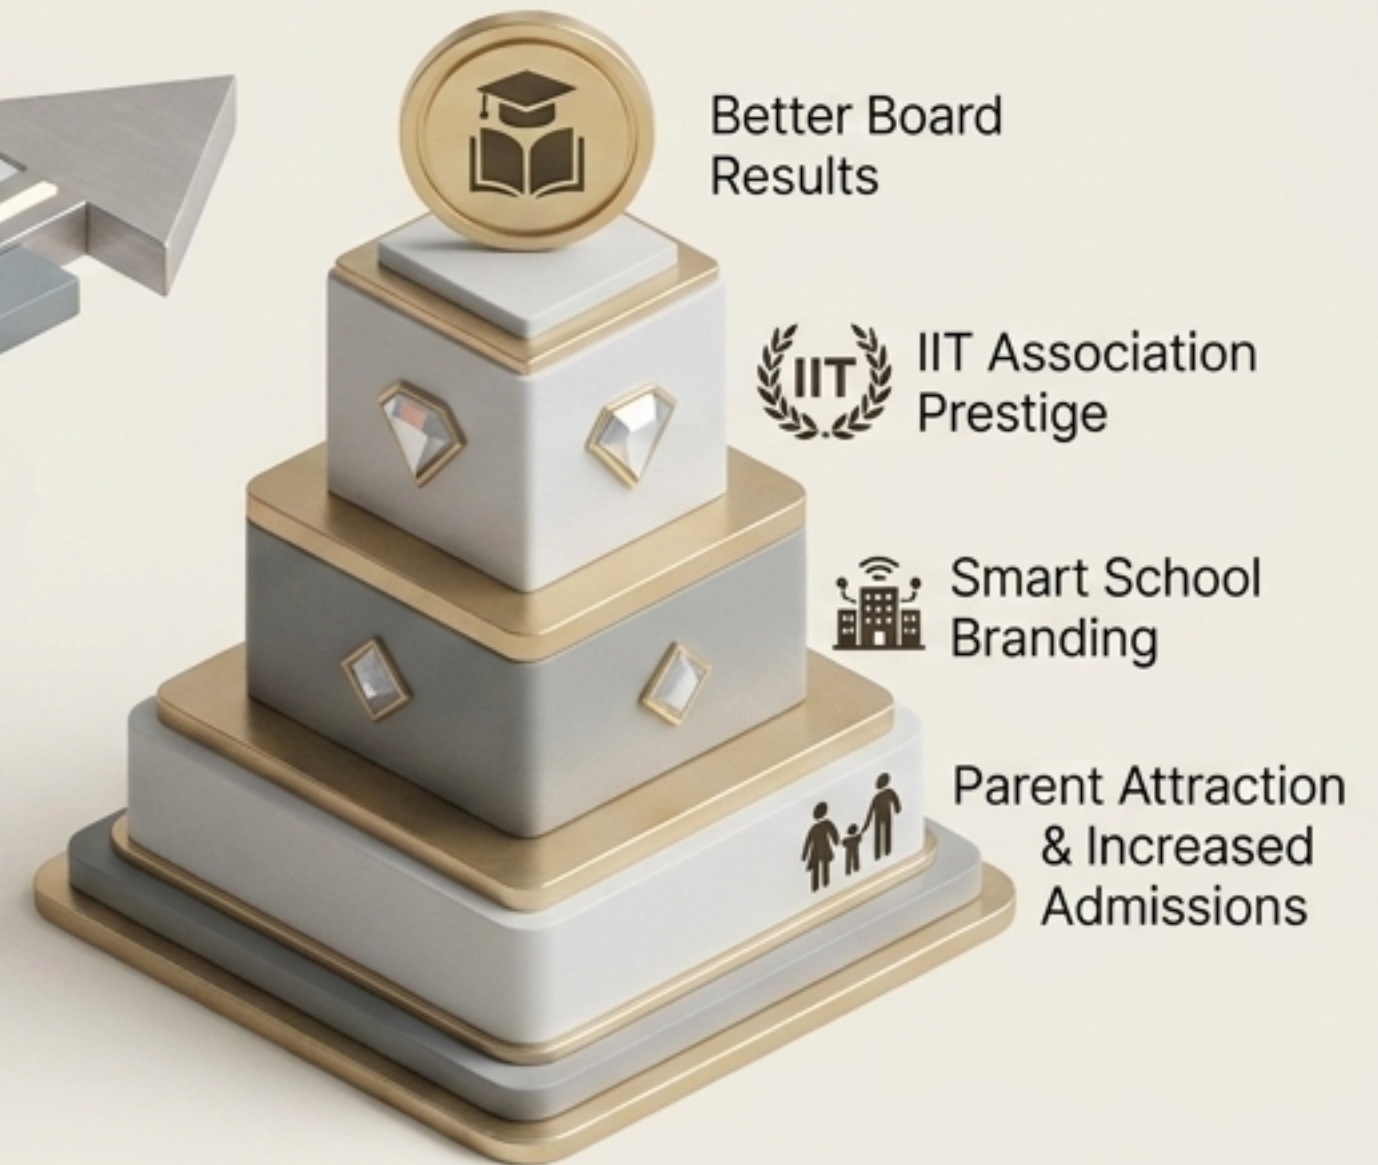 Better Board
Results
IIT
IIT Association
Prestige
Smart School
Branding
Parent Attraction
& Increased
Admissions